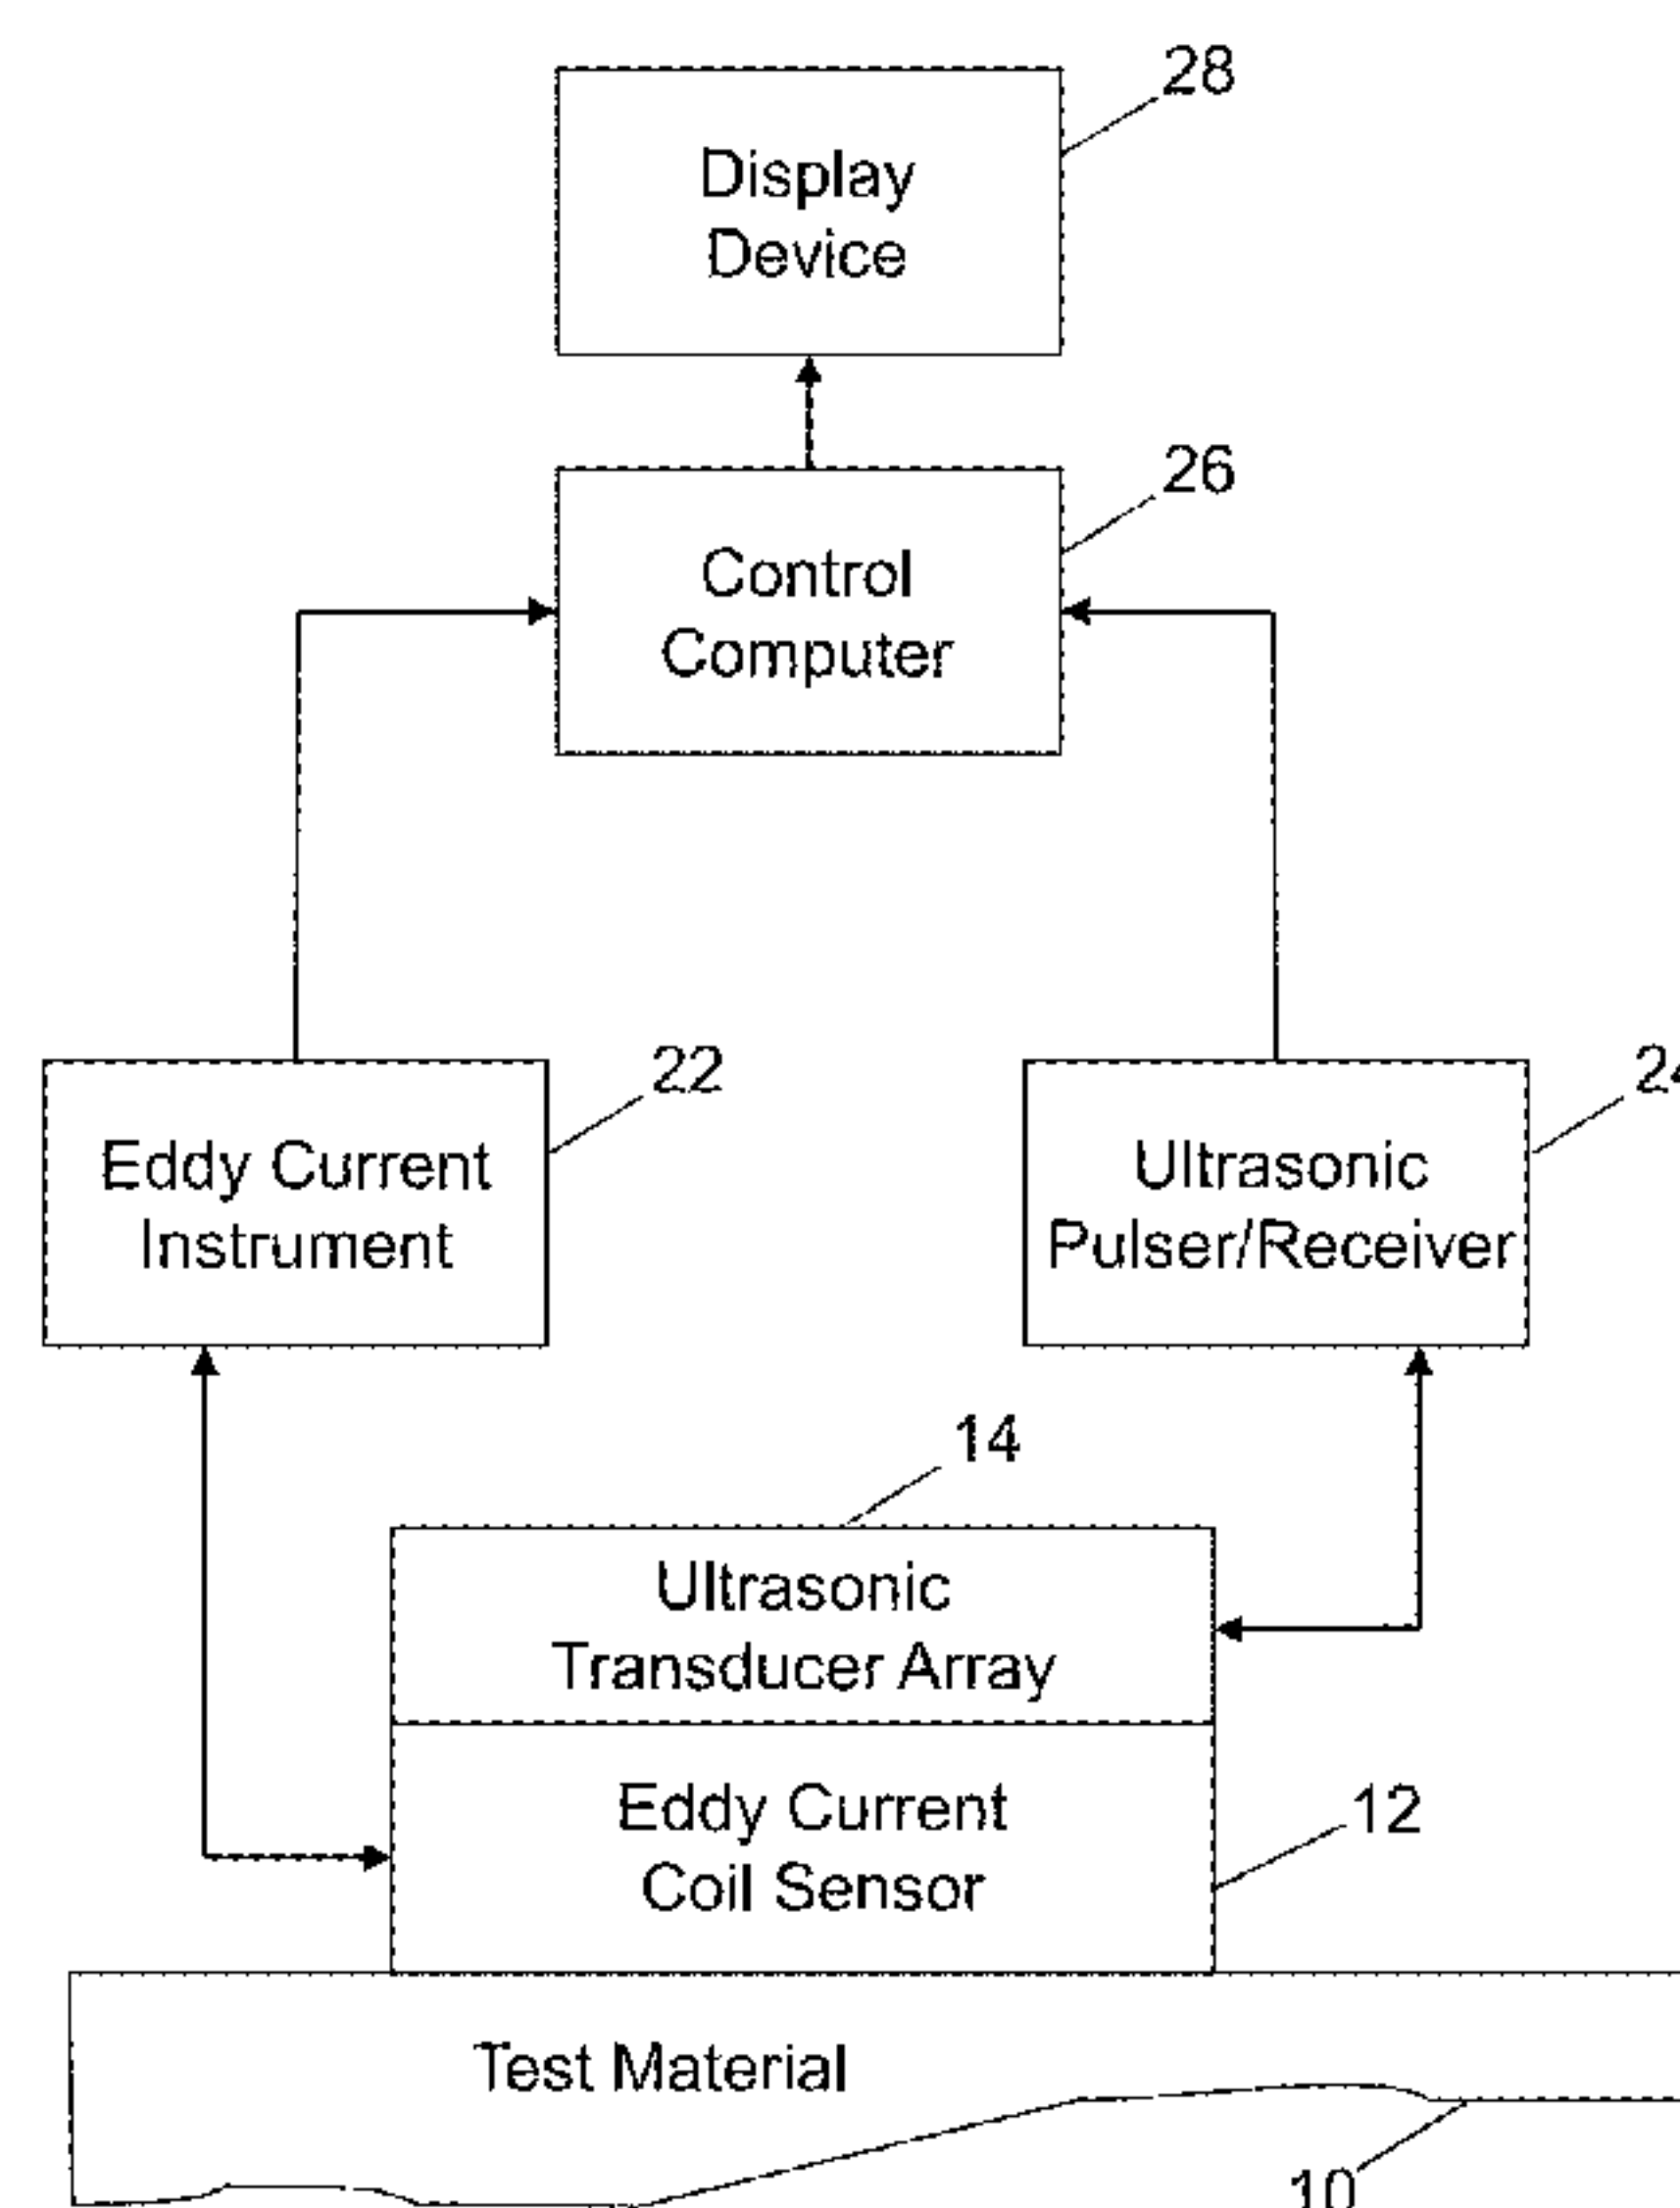 28
Display
Device
26
Control
Computer
22
Eddy Current
Instrument
24
Ultrasonic
Pulser/Receiver
14
Ultrasonic
Transducer Array
Eddy Current
Coil Sensor
12
Test Material
10